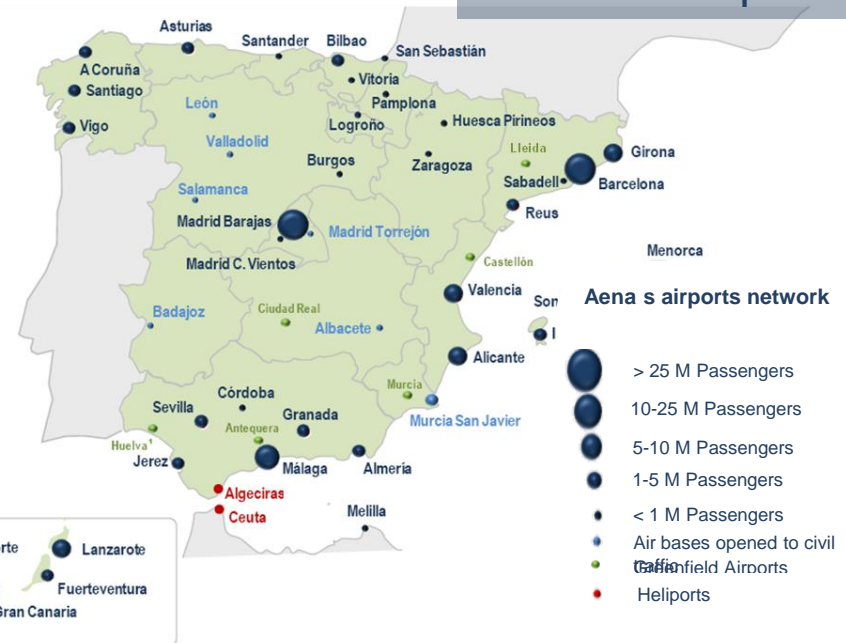 Asturias
Santander
Bilbao
San Sebastián
A Coruña
Vitoria
Santiago
Pamplona
León
Logroño
Huesca Pirineos
Vigo
Valladolid
Lleida
Girona
Burgos
Zaragoza
Sabadell
Barcelona
Salamanca
Reus
Madrid Barajas
Madrid Torrejón
Menorca
Madrid C. Vientos
Castellón
Valencia
Son
Aena s airports network
Badajoz
Ciudad Real
Albacete
I
Alicante
> 25 M Passengers
Murcia
Córdoba
10-25 M Passengers
Sevilla
Granada
Murcia San Javier
Antequera
Huelva¹
5-10 M Passengers
Jerez
Málaga
Almería
1-5 M Passengers
Algeciras
Ceuta
Melilla
< 1 M Passengers
Air bases opened to civil
traffic
Greenfield Airports
Heliports
rte
Lanzarote
Fuerteventura
Gran Canaria